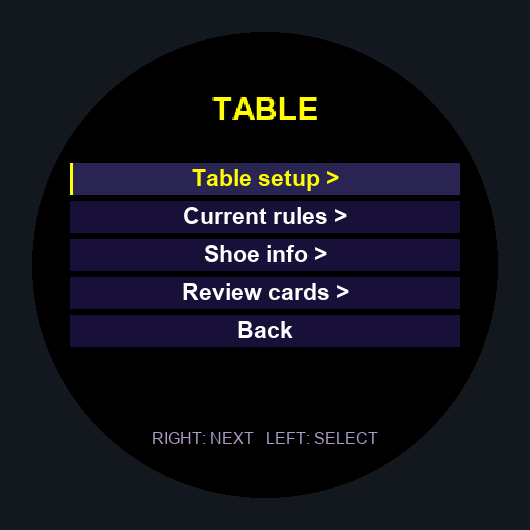 TABLE
Table setup >
Current rules >
Shoe info >
Review cards >
Back
RIGHT: NEXT LEFT: SELECT